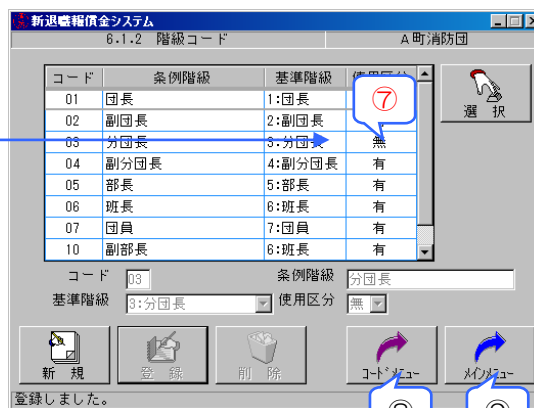 新退職報償金システム
6.1.2 階級コード A町消防団
コード 条例階級 基準階級
01 団長 1:団長
⑦
02 副団長 2:副団長
03 分団長 3:分団長 無
04 副分団長 4:副分団長 有
05 部長 5:部長 有
06 班長 6:班長 有
07 団員 7:団員 有
10 副部長 6:班長 有
選 択
コード 03 条例階級 分団長
基準階級 3:分団長 使用区分 無
新 規 登 録 削 除 コードメニュー メインメニュー
登録しました。